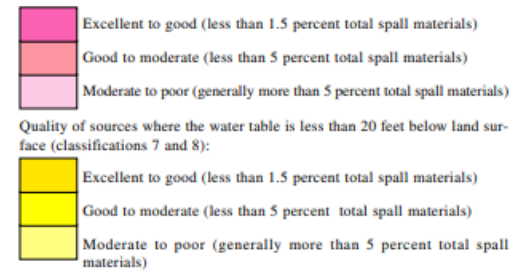 Excellent to good (less than 1.5 percent total spall materials)
Good to moderate (less than 5 percent total spall materials)
Moderate to poor (generally more than 5 percent total spall materials)
Quality of sources where the water table is less than 20 feet below land sur-
face (classifications 7 and 8):
Excellent to good (less than 1.5 percent total spall materials)
Good to moderate (less than 5 percent total spall materials)
Moderate to poor (generally more than 5 percent total spall
materials)